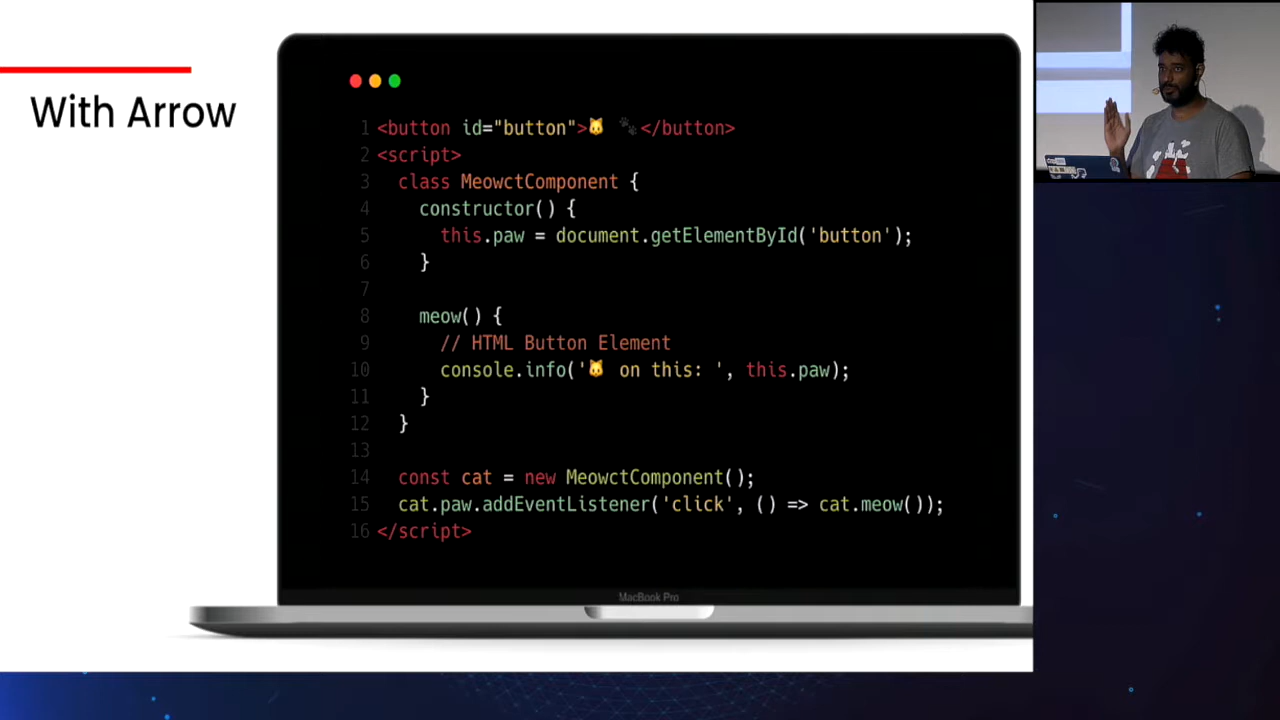 With Arrow
1 <button id="button">🐱 🐾</button>
2 <script>
3 class MeowctComponent {
4 constructor() {
5 this.paw = document.getElementById('button');
6 }
7
8 meow() {
9 // HTML Button Element
10 console.info('🐱 on this: ', this.paw);
11 }
12 }
13
14 const cat = new MeowctComponent();
15 cat.paw.addEventListener('click', () => cat.meow());
16 </script>
MacBook Pro